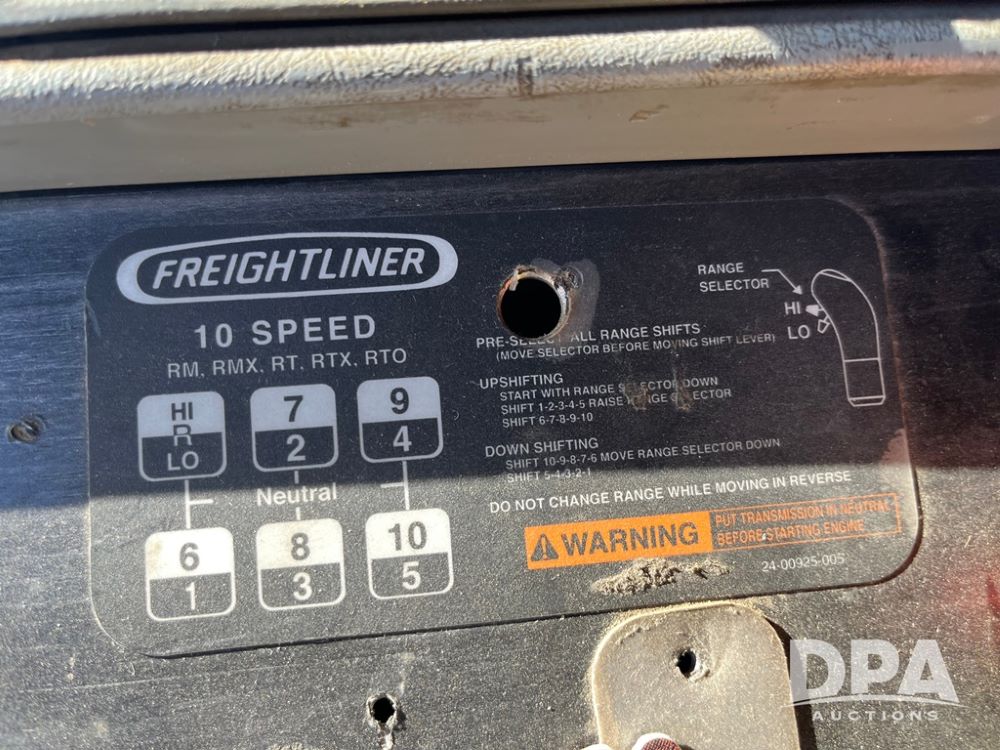 FREIGHTLINER
10 SPEED
RM, RMX, RT, RTX, RTO
HI
R
LO
7
2
9
4
Neutral
6
1
8
3
10
5
PRE-SELECT ALL RANGE SHIFTS
(MOVE SELECTOR BEFORE MOVING SHIFT LEVER)
UPSHIFTING
START WITH RANGE SELECTOR DOWN
SHIFT 1-2-3-4-5 RAISE RANGE SELECTOR
SHIFT 6-7-8-9-10
DOWN SHIFTING
SHIFT 10-9-8-7-6 MOVE RANGE SELECTOR DOWN
SHIFT 5-4-3-2-1
DO NOT CHANGE RANGE WHILE MOVING IN REVERSE
WARNING
PUT TRANSMISSION IN NEUTRAL
BEFORE STARTING ENGINE
24-00925-005
RANGE
SELECTOR
HI
LO
DPA
AUCTIONS